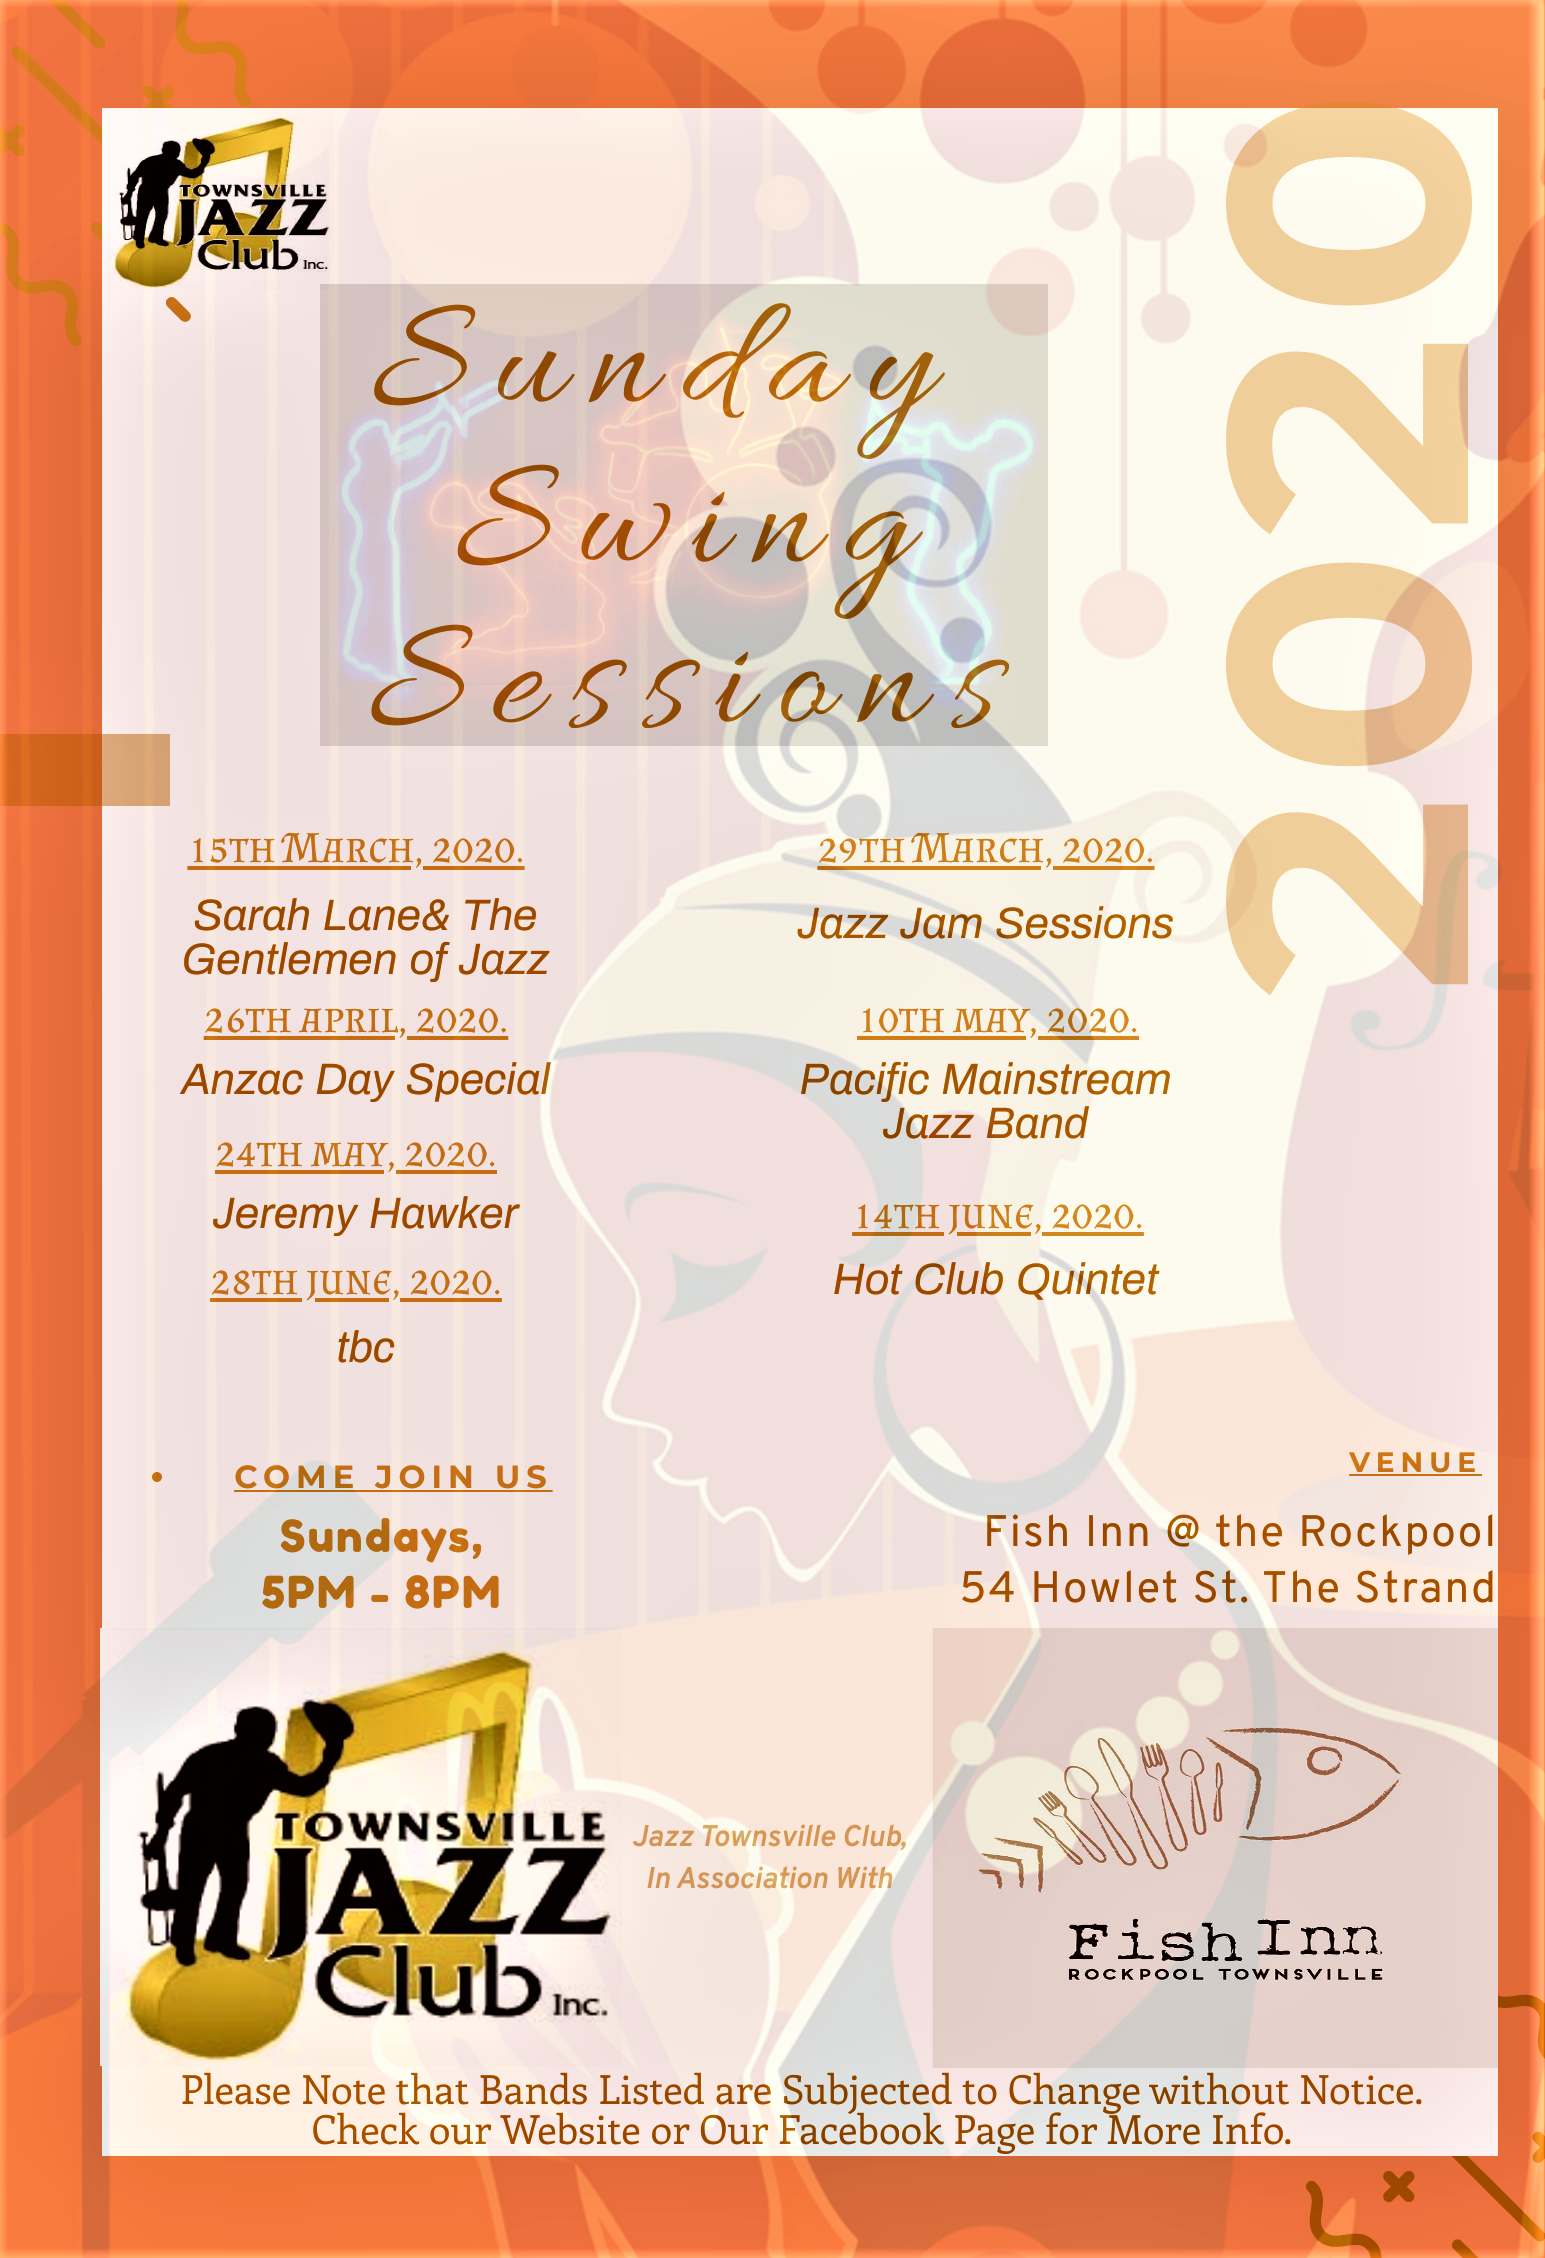 TOWNSVILLE
JAZZ
Club Inc.
2020
Sunday
Swing
Sessions
15TH MARCH, 2020.
Sarah Lane& The
Gentlemen of Jazz
29TH MARCH, 2020.
Jazz Jam Sessions
26TH APRIL, 2020.
Anzac Day Special
10TH MAY, 2020.
Pacific Mainstream
Jazz Band
24TH MAY, 2020.
Jeremy Hawker
14TH JUNE, 2020.
Hot Club Quintet
28TH JUNE, 2020.
tbc
• COME JOIN US
Sundays,
5PM - 8PM
VENUE
Fish Inn @ the Rockpool
54 Howlet St. The Strand
TOWNSVILLE
JAZZ
Club Inc.
Jazz Townsville Club,
In Association With
Fish Inn
ROCKPOOL TOWNSVILLE
Please Note that Bands Listed are Subjected to Change without Notice.
Check our Website or Our Facebook Page for More Info.